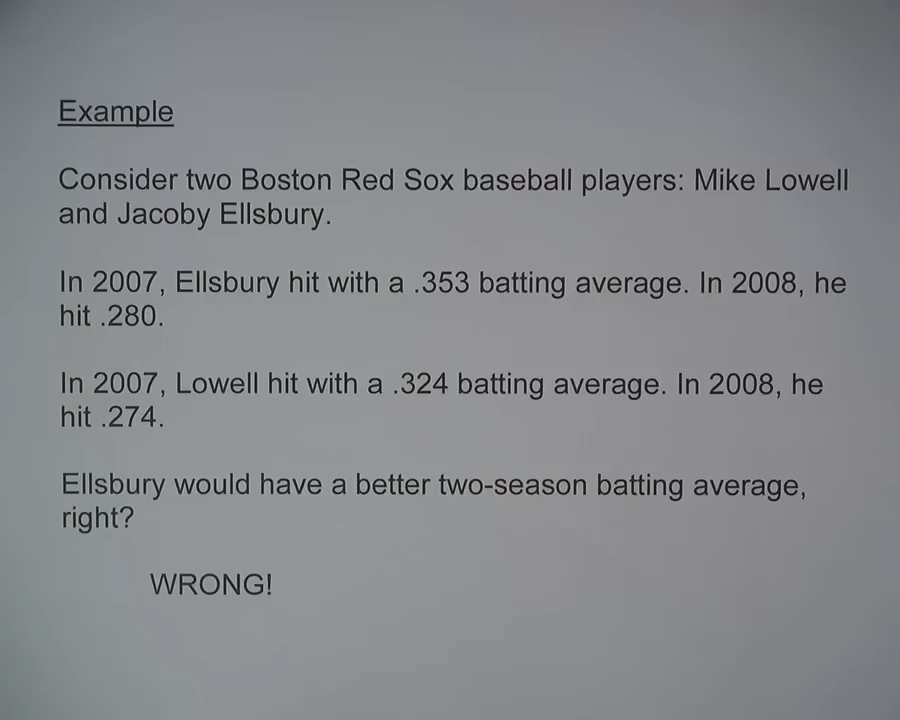 Example
Consider two Boston Red Sox baseball players: Mike Lowell
and Jacoby Ellsbury.
In 2007, Ellsbury hit with a .353 batting average. In 2008, he
hit .280.
In 2007, Lowell hit with a .324 batting average. In 2008, he
hit .274.
Ellsbury would have a better two-season batting average,
right?
WRONG!